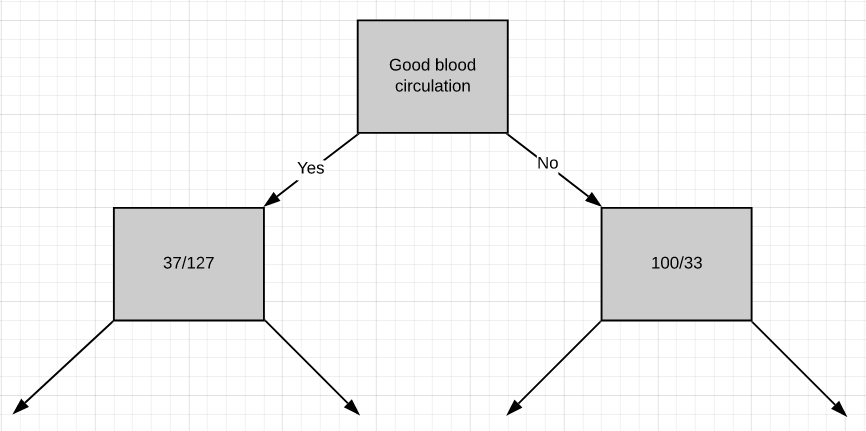 Good blood
circulation
Yes
No
37/127
100/33